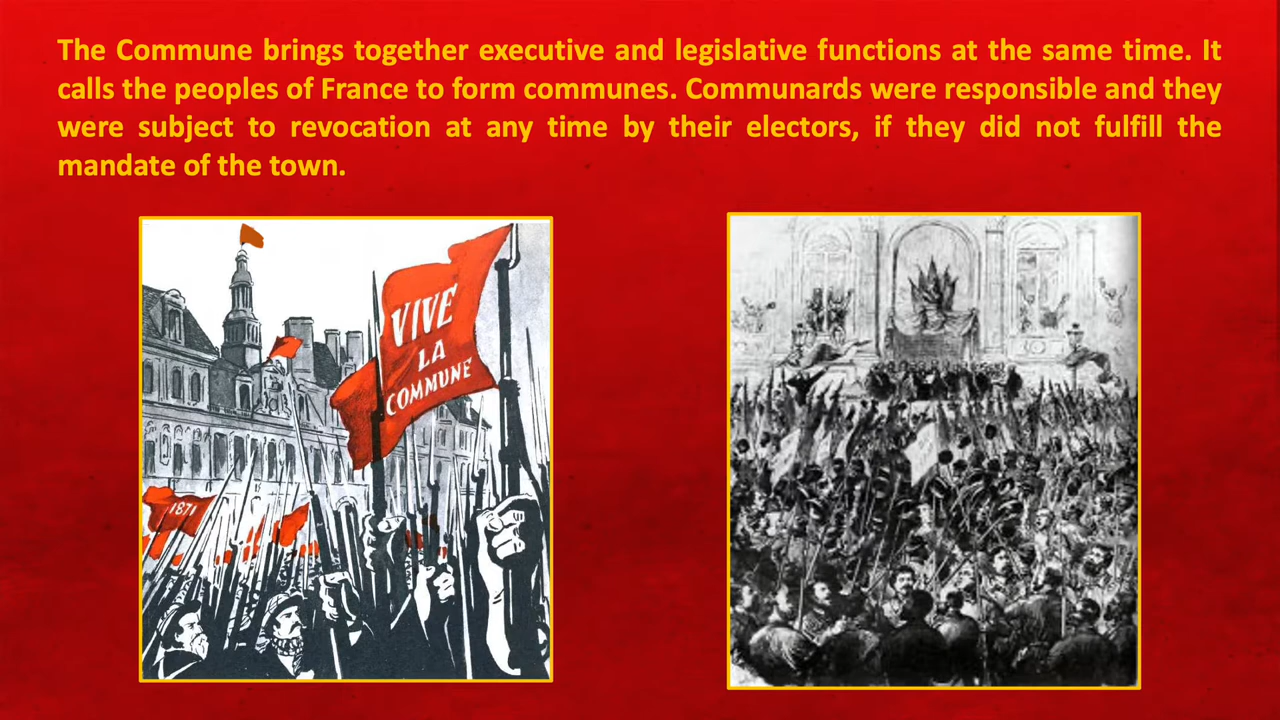 The Commune brings together executive and legislative functions at the same time. It
calls the peoples of France to form communes. Communards were responsible and they
were subject to revocation at any time by their electors, if they did not fulfill the
mandate of the town.
VIVE
LA
COMMUNE
1871